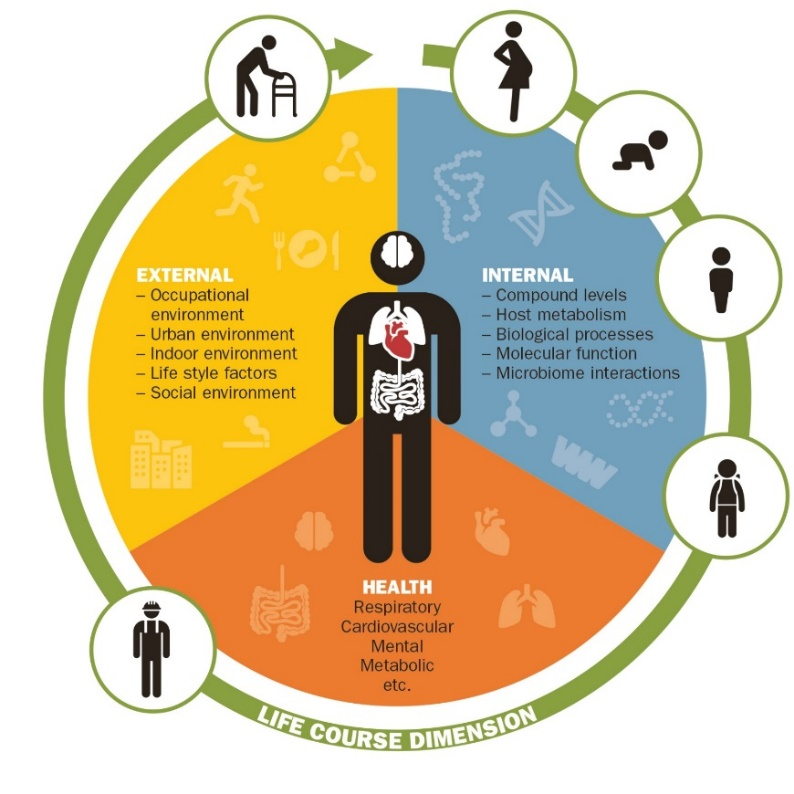 EXTERNAL
– Occupational
environment
– Urban environment
– Indoor environment
– Life style factors
– Social environment
INTERNAL
– Compound levels
– Host metabolism
– Biological processes
– Molecular function
– Microbiome interactions
HEALTH
Respiratory
Cardiovascular
Mental
Metabolic
etc.
LIFE COURSE DIMENSION